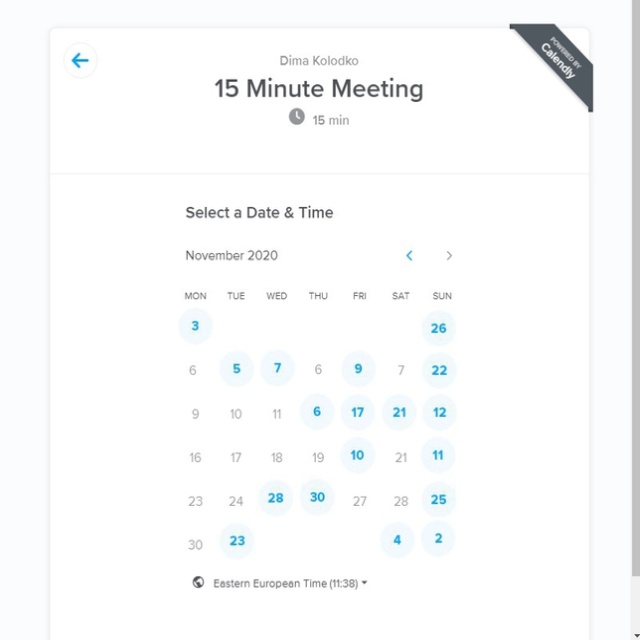 Dima Kolodko
POWERED BY
Calendly
15 Minute Meeting
15 min
Select a Date & Time
November 2020
MON TUE WED THU FRI SAT SUN
3 26
6 5 7 6 9 7 22
9 10 11 6 17 21 12
16 17 18 19 10 21 11
23 24 28 30 27 28 25
30 23 4 2
Eastern European Time (11:38)